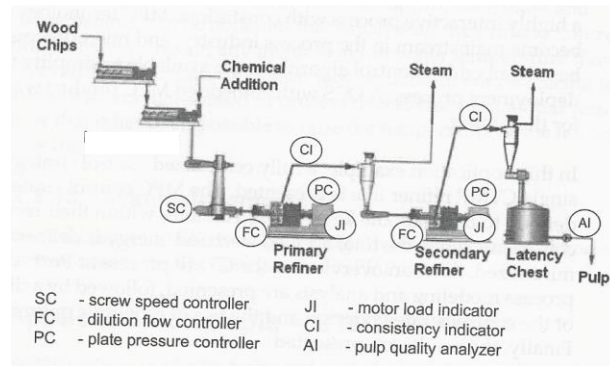 Wood
Chips
Chemical
Addition
Steam
Steam
CI
CI
PC
PC
SC
FC
JI
FC
JI
AI
Primary
Refiner
Secondary
Refiner
Latency
Chest
Pulp
SC - screw speed controller
FC - dilution flow controller
PC - plate pressure controller
JI - motor load indicator
CI - consistency indicator
AI - pulp quality analyzer